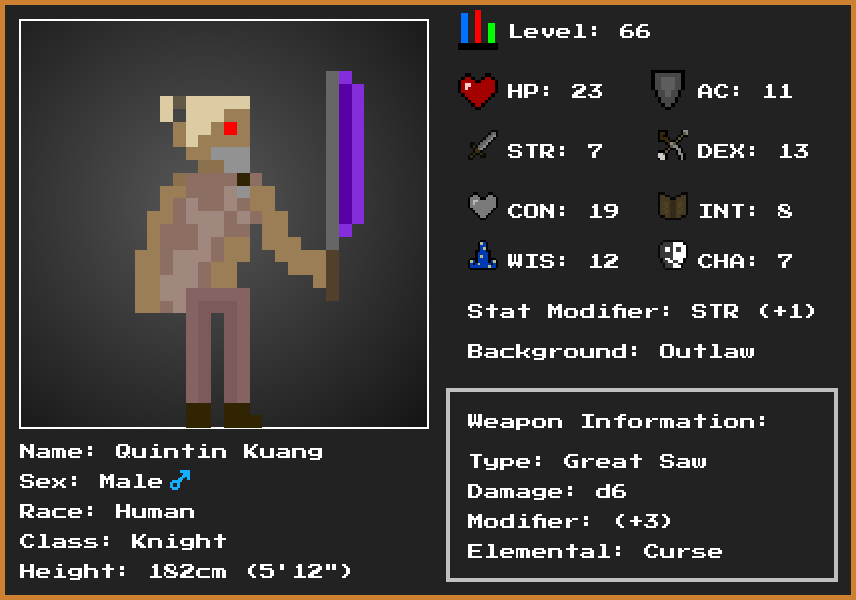 Level: 66
HP: 23 AC: 11
STR: 7 DEX: 13
CON: 19 INT: 8
WIS: 12 CHA: 7
Stat Modifier: STR (+1)
Background: Outlaw
Weapon Information:
Type: Great Saw
Damage: d6
Modifier: (+3)
Elemental: Curse
Name: Quintin Kuang
Sex: Male ♂
Race: Human
Class: Knight
Height: 182cm (5'12")